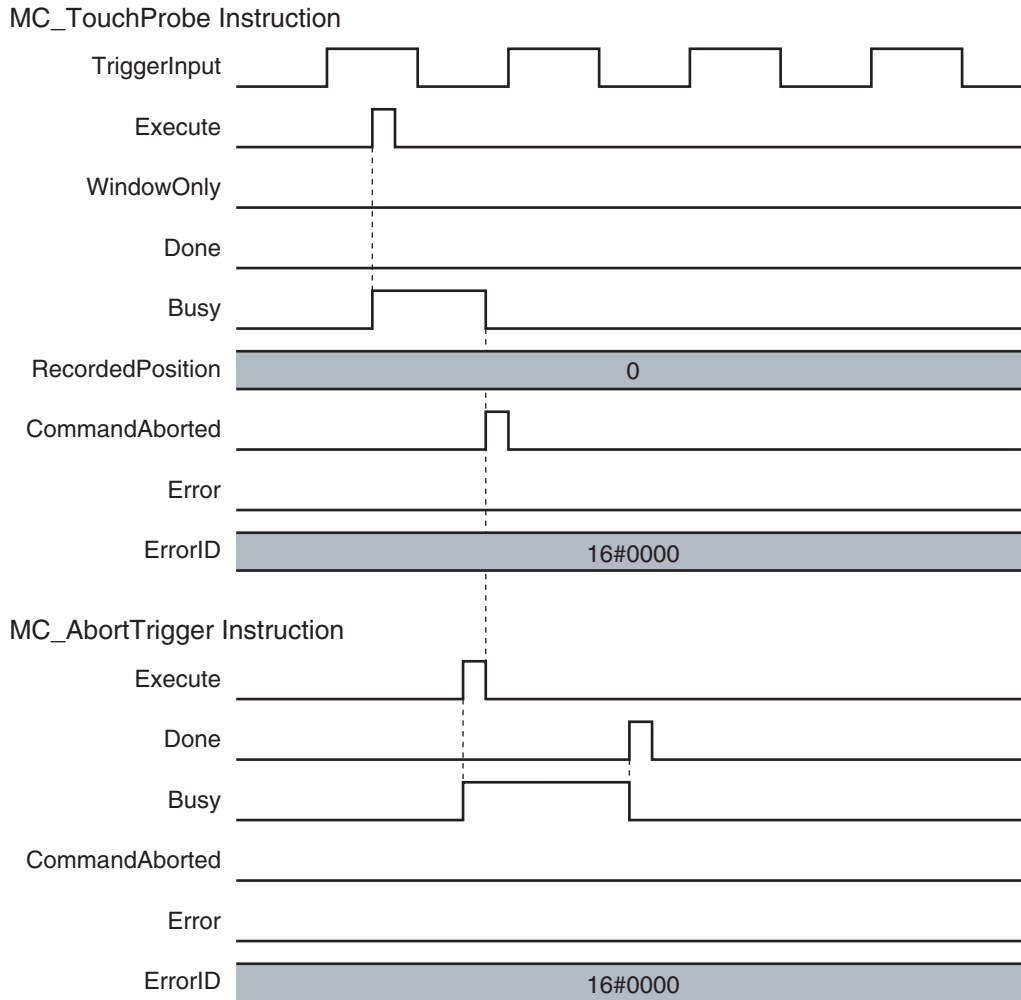 MC_TouchProbe Instruction
TriggerInput
Execute
WindowOnly
Done
Busy
RecordedPosition
0
CommandAborted
Error
ErrorID
16#0000
MC_AbortTrigger Instruction
Execute
Done
Busy
CommandAborted
Error
ErrorID
16#0000